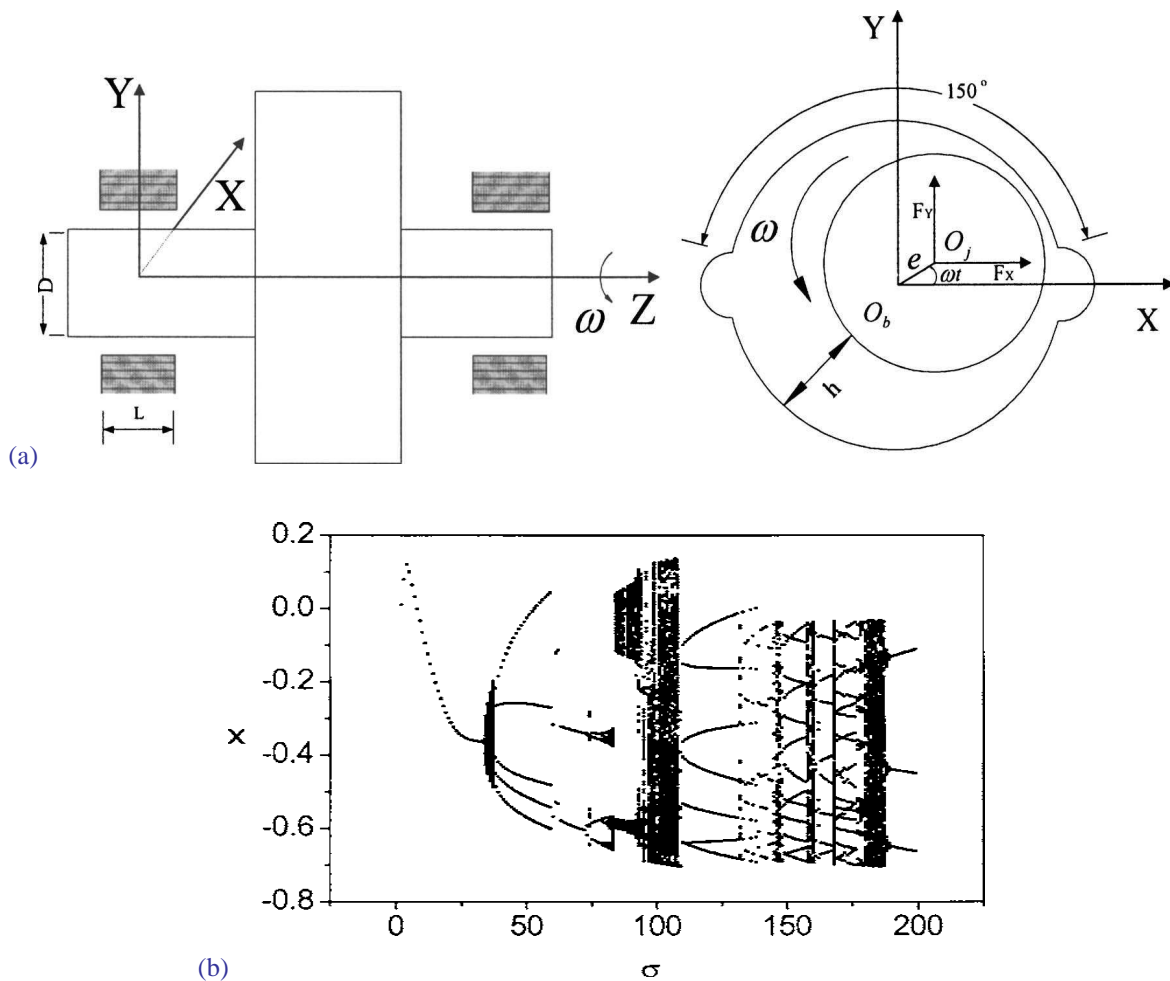 Y
X
D
ω
Z
L
Y
150°
ω
F_Y
O_j
e
F_X
ωt
O_b
X
h
(a)
0.2
0.0
-0.2
-0.4
-0.6
-0.8
x
0
50
100
150
200
σ
(b)